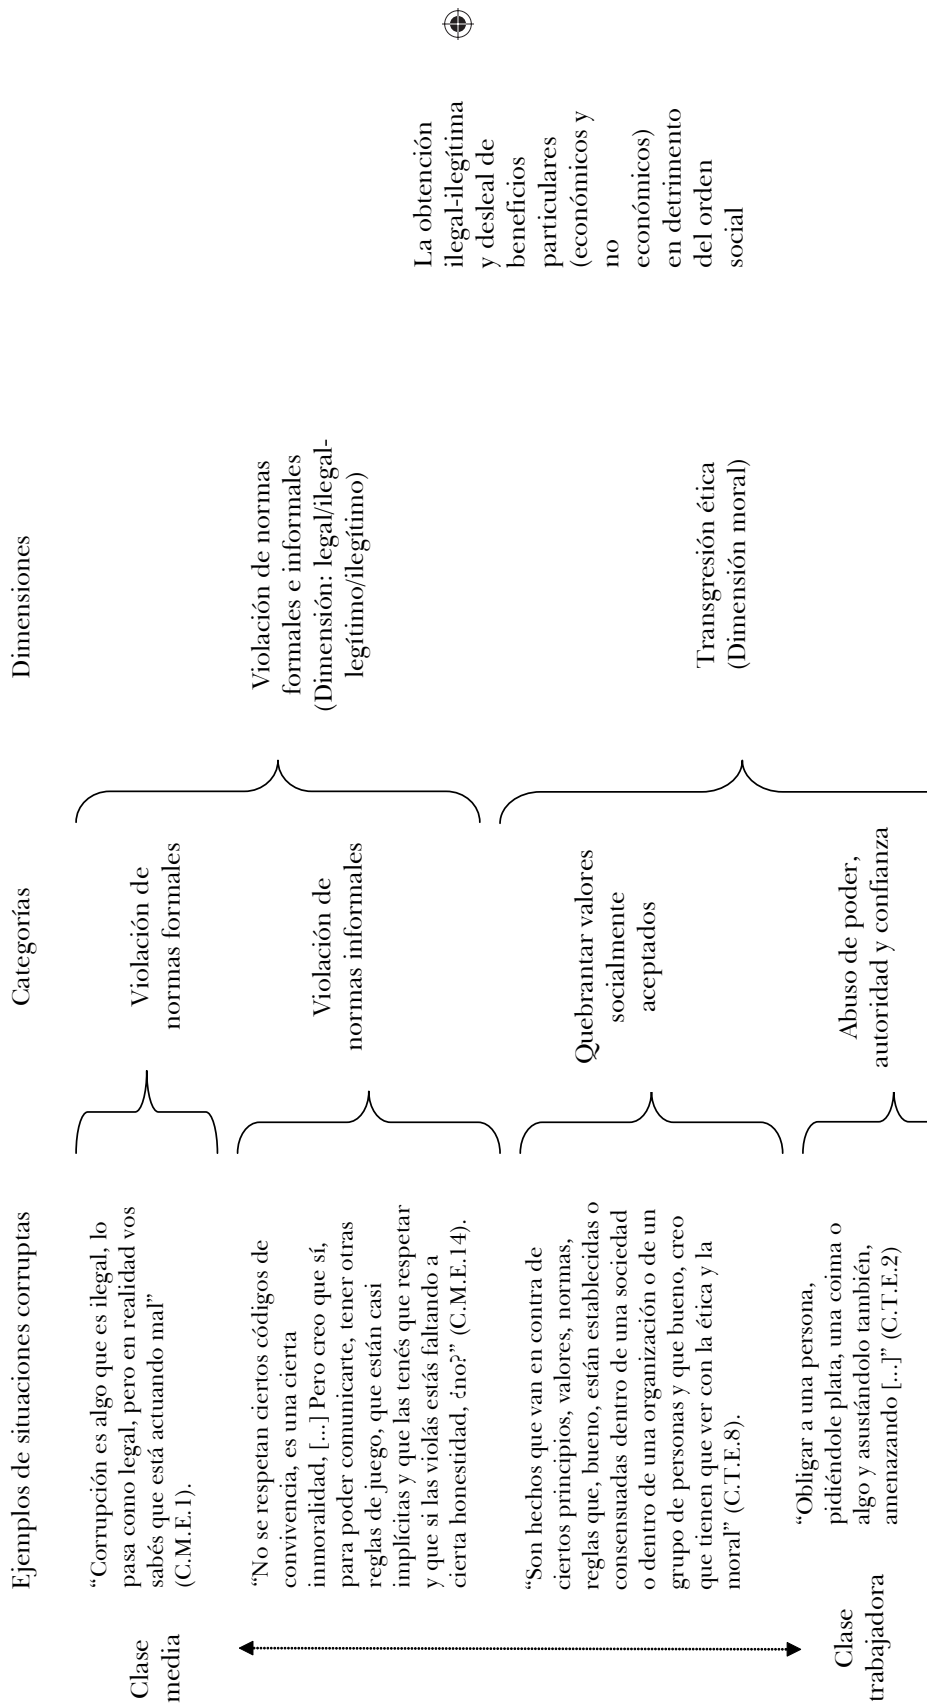 Ejemplos de situaciones corruptas
Categorías
Dimensiones
Clase
media
“Corrupción es algo que es ilegal, lo
pasa como legal, pero en realidad vos
sabés que está actuando mal”
(C.M.E.1).
Violación de
normas formales
“No se respetan ciertos códigos de
convivencia, es una cierta
inmoralidad, [...] Pero creo que sí,
para poder comunicarte, tener otras
reglas de juego, que están casi
implícitas y que las tenés que respetar
y que si las violás estás faltando a
cierta honestidad, ¿no?” (C.M.E.14).
Violación de
normas informales
Violación de normas
formales e informales
(Dimensión: legal/ilegal-
legítimo/ilegítimo)
“Son hechos que van en contra de
ciertos principios, valores, normas,
reglas que, bueno, están establecidas o
consensuadas dentro de una sociedad
o dentro de una organización o de un
grupo de personas y que bueno, creo
que tienen que ver con la ética y la
moral” (C.T.E.8).
Quebrantar valores
socialmente
aceptados
Clase
trabajadora
“Obligar a una persona,
pidiéndole plata, una coima o
algo y asustándolo también,
amenazando [...]” (C.T.E.2)
Abuso de poder,
autoridad y confianza
Transgresión ética
(Dimensión moral)
La obtención
ilegal-ilegítima
y desleal de
beneficios
particulares
(económicos y
no
económicos)
en detrimento
del orden
social